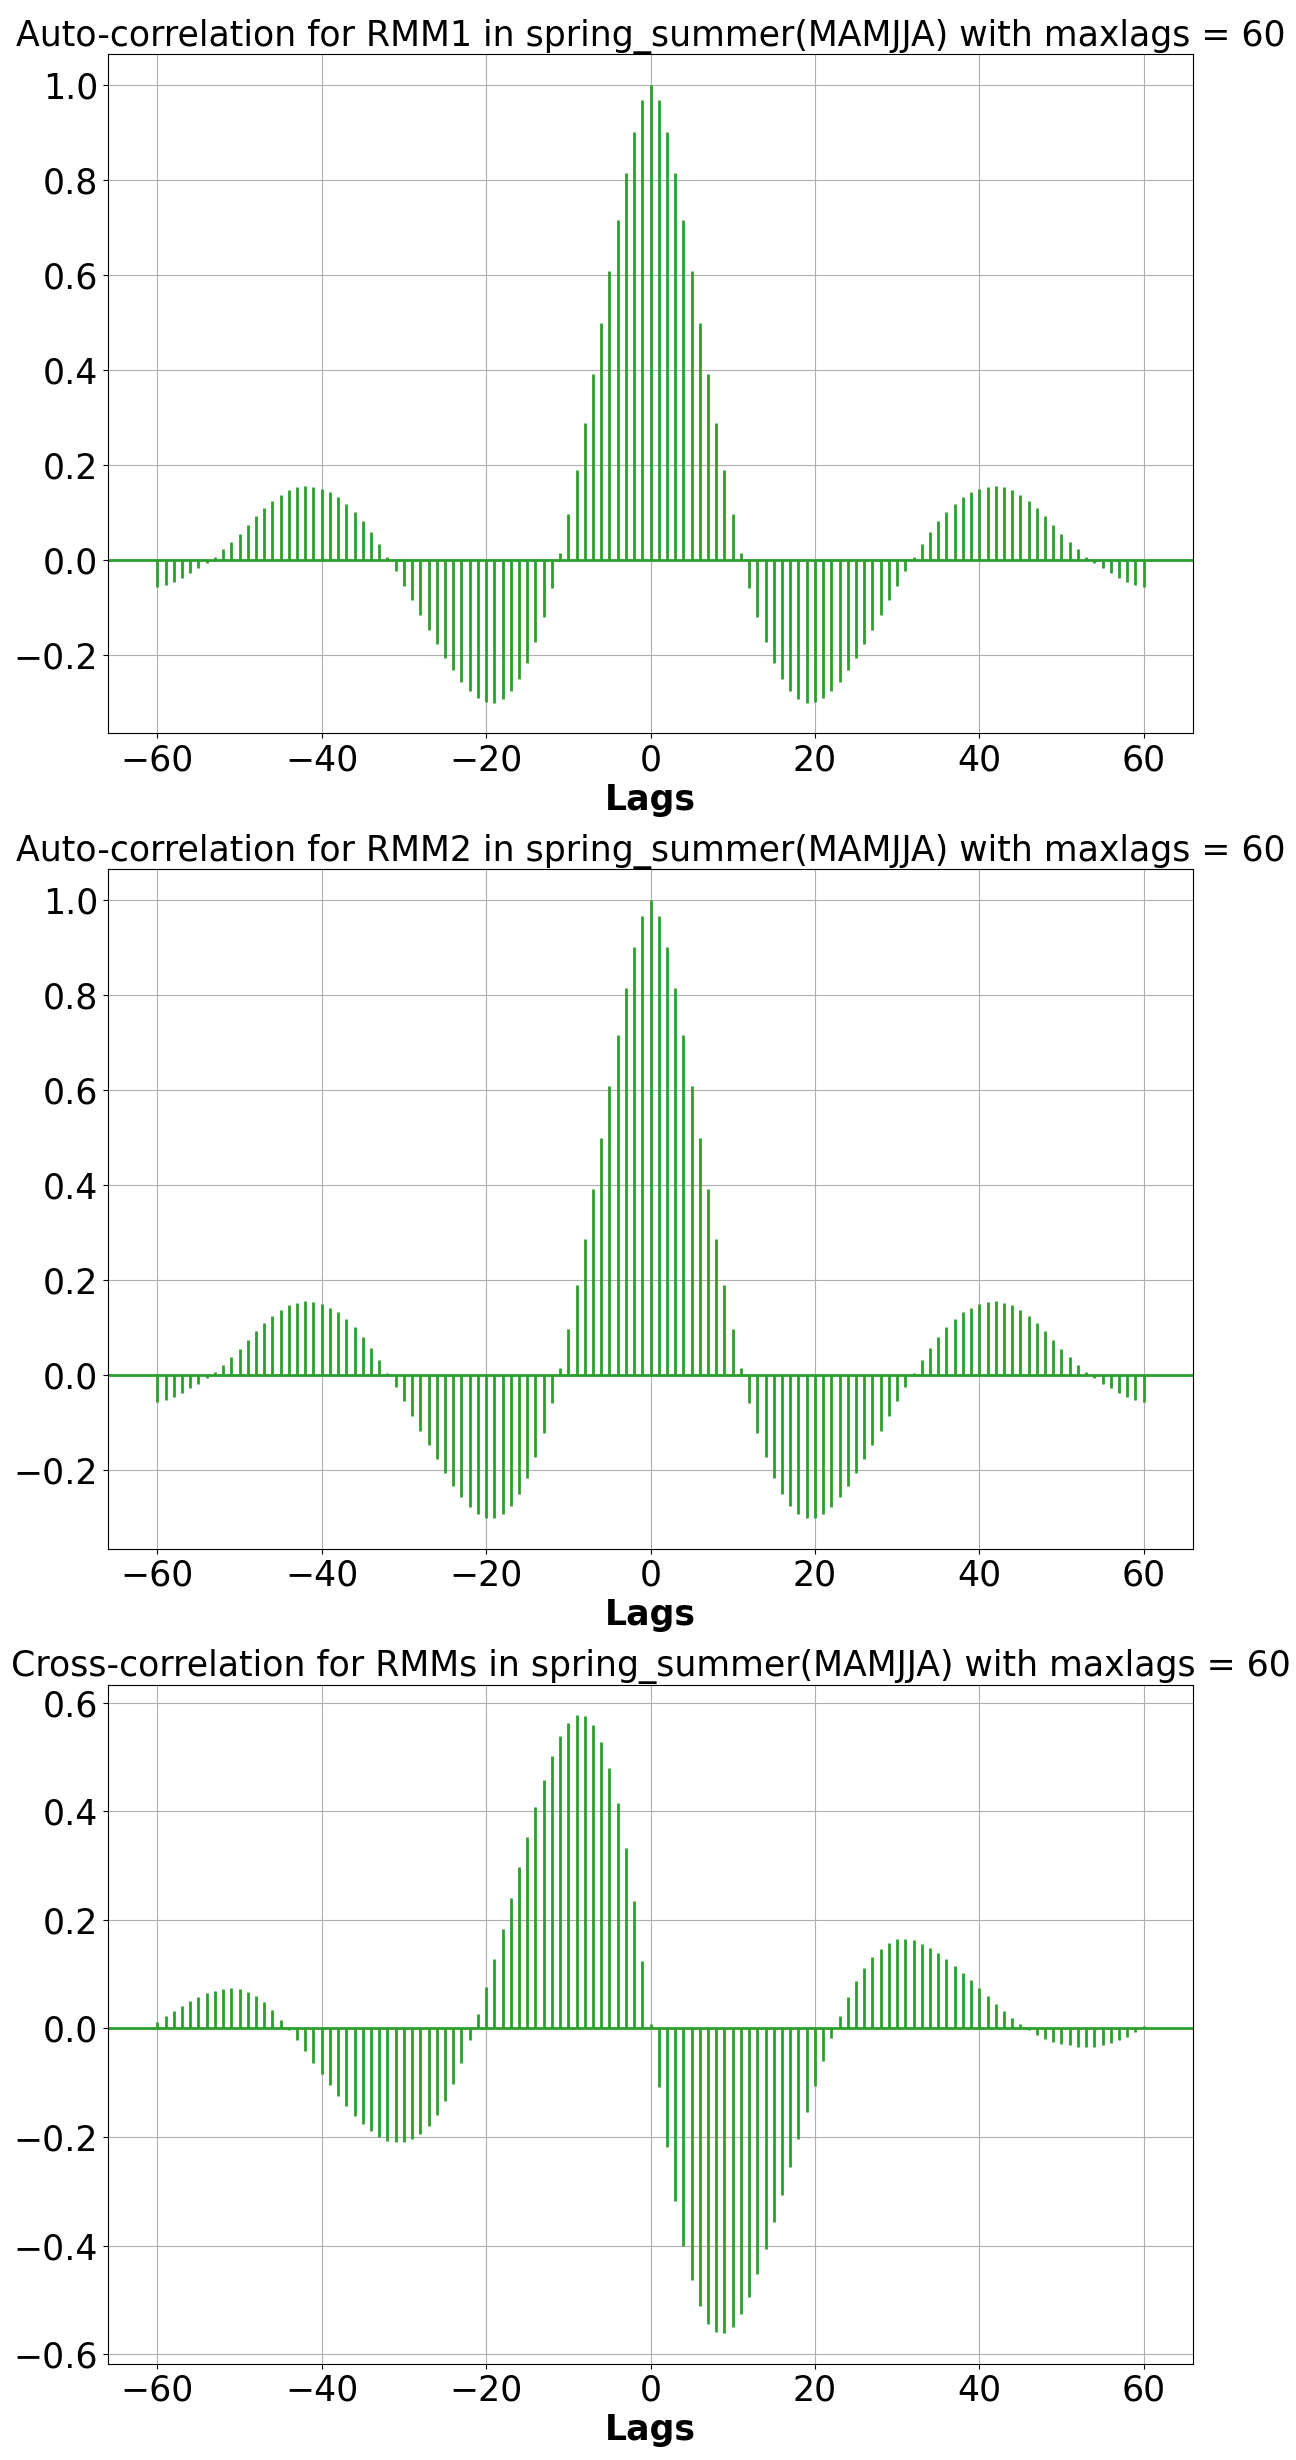 Auto-correlation for RMM1 in spring_summer(MAMJJA) with maxlags = 60
1.0
0.8
0.6
0.4
0.2
0.0
−0.2
−60 −40 −20 0 20 40 60
Lags
Auto-correlation for RMM2 in spring_summer(MAMJJA) with maxlags = 60
1.0
0.8
0.6
0.4
0.2
0.0
−0.2
−60 −40 −20 0 20 40 60
Lags
Cross-correlation for RMMs in spring_summer(MAMJJA) with maxlags = 60
0.6
0.4
0.2
0.0
−0.2
−0.4
−0.6
−60 −40 −20 0 20 40 60
Lags